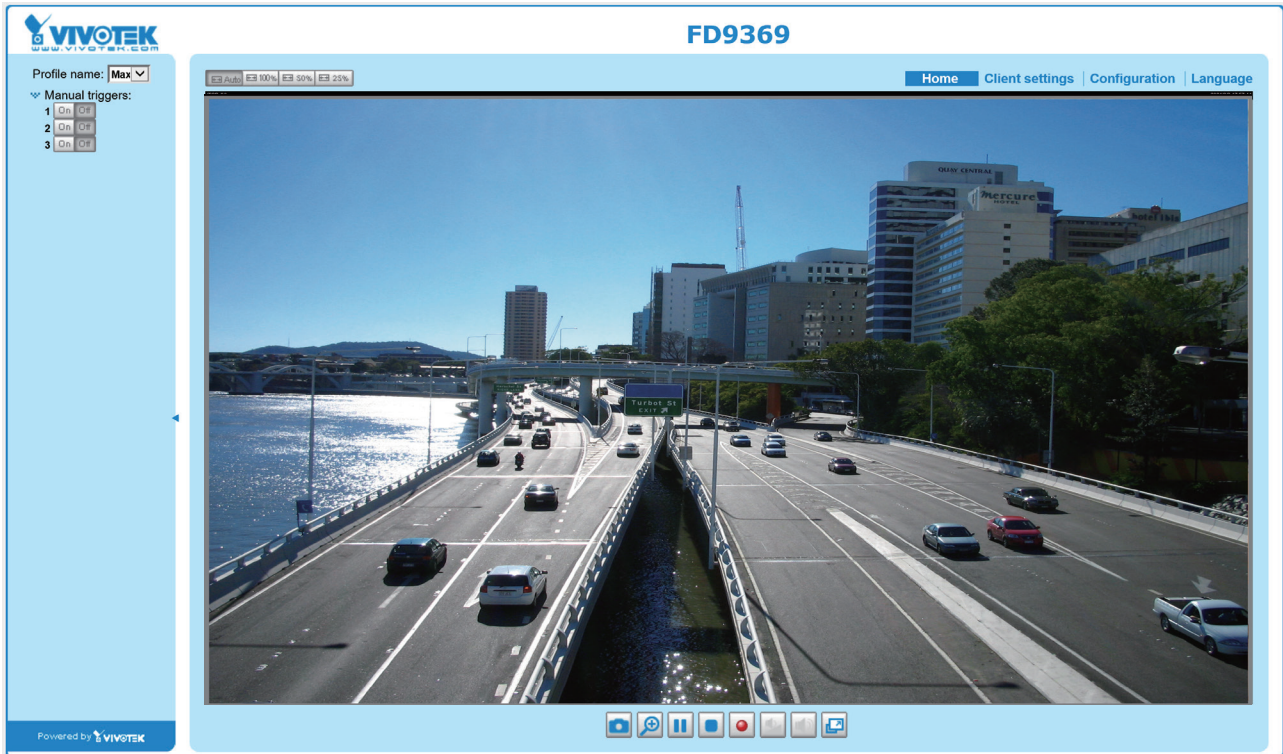 VIVOTEK
www.vivotek.com
FD9369
Profile name: Max
Manual triggers:
1 On Off
2 On Off
3 On Off
Auto 100% 50% 25%
Home Client settings Configuration Language
QUAY CENTRAL
Mercure
HOTEL
hotel ibis
Turbot St
EXIT
Powered by VIVOTEK